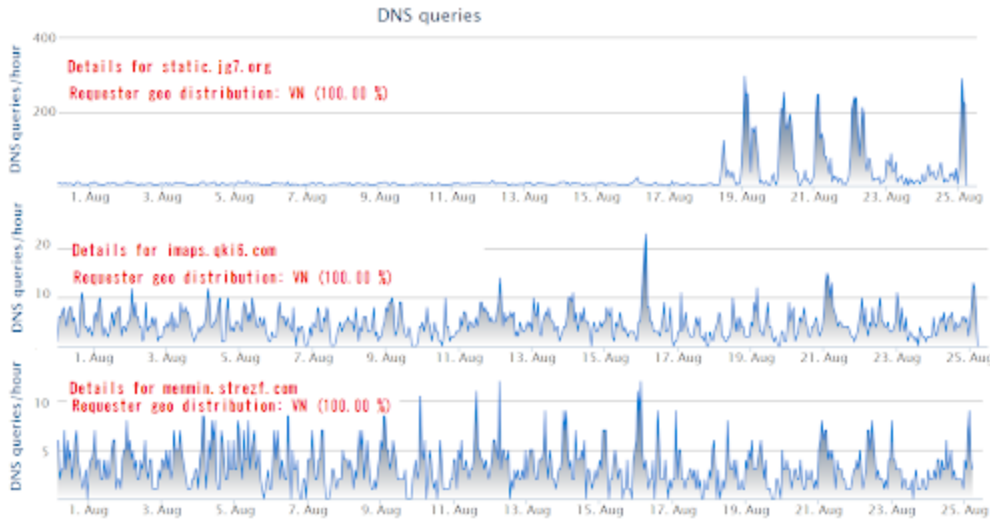 DNS queries
DNS queries/hour
400
200
Details for static.jg7.org
Requester geo distribution: VN (100.00 %)
1. Aug 3. Aug 5. Aug 7. Aug 9. Aug 11. Aug 13. Aug 15. Aug 17. Aug 19. Aug 21. Aug 23. Aug 25. Aug
DNS queries/hour
20
10
Details for imaps.qki6.com
Requester geo distribution: VN (100.00 %)
1. Aug 3. Aug 5. Aug 7. Aug 9. Aug 11. Aug 13. Aug 15. Aug 17. Aug 19. Aug 21. Aug 23. Aug 25. Aug
DNS queries/hour
10
5
Details for menmin.strezf.com
Requester geo distribution: VN (100.00 %)
1. Aug 3. Aug 5. Aug 7. Aug 9. Aug 11. Aug 13. Aug 15. Aug 17. Aug 19. Aug 21. Aug 23. Aug 25. Aug